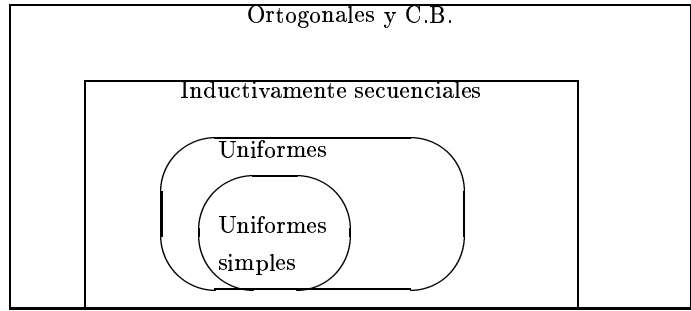 Ortogonales y C.B.
Inductivamente secuenciales
Uniformes
Uniformes
simples